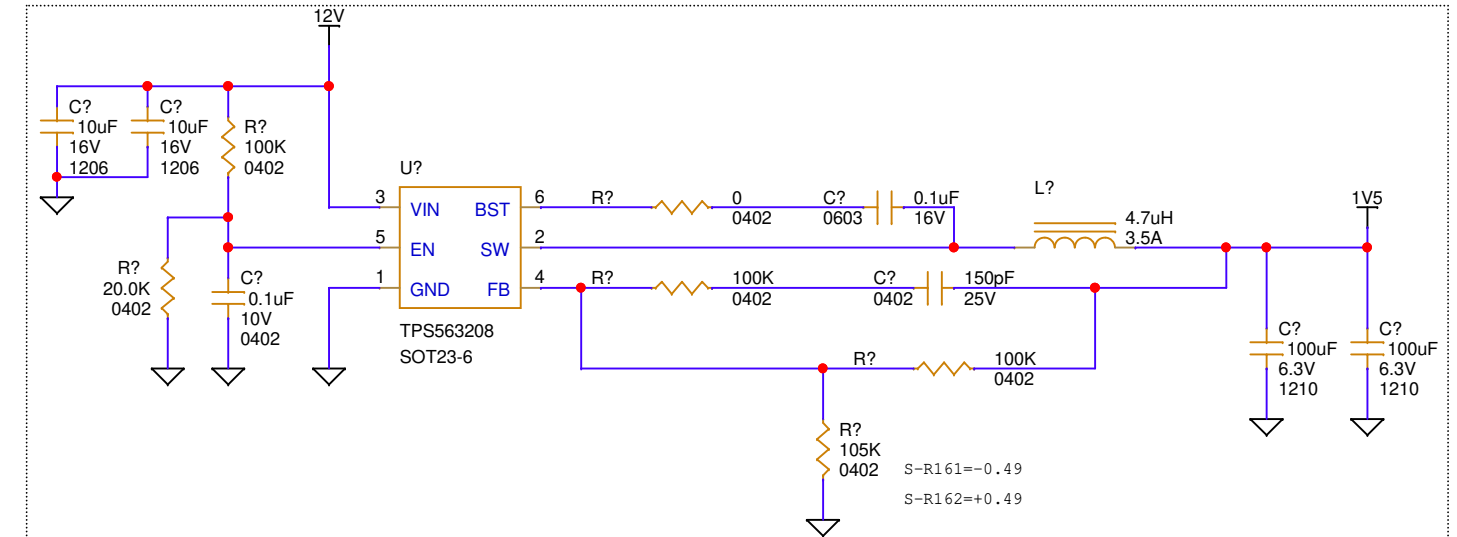 12V
C?
10uF
16V
1206
C?
10uF
16V
1206
R?
100K
0402
R?
20.0K
0402
C?
0.1uF
10V
0402
U?
3
VIN
BST
6
5
EN
SW
2
1
GND
FB
4
TPS563208
SOT23-6
R?
0
0402
C?
0603
0.1uF
16V
L?
4.7uH
3.5A
1V5
R?
100K
0402
C?
0402
150pF
25V
R?
100K
0402
R?
105K
0402
S-R161=-0.49
S-R162=+0.49
C?
100uF
6.3V
1210
C?
100uF
6.3V
1210